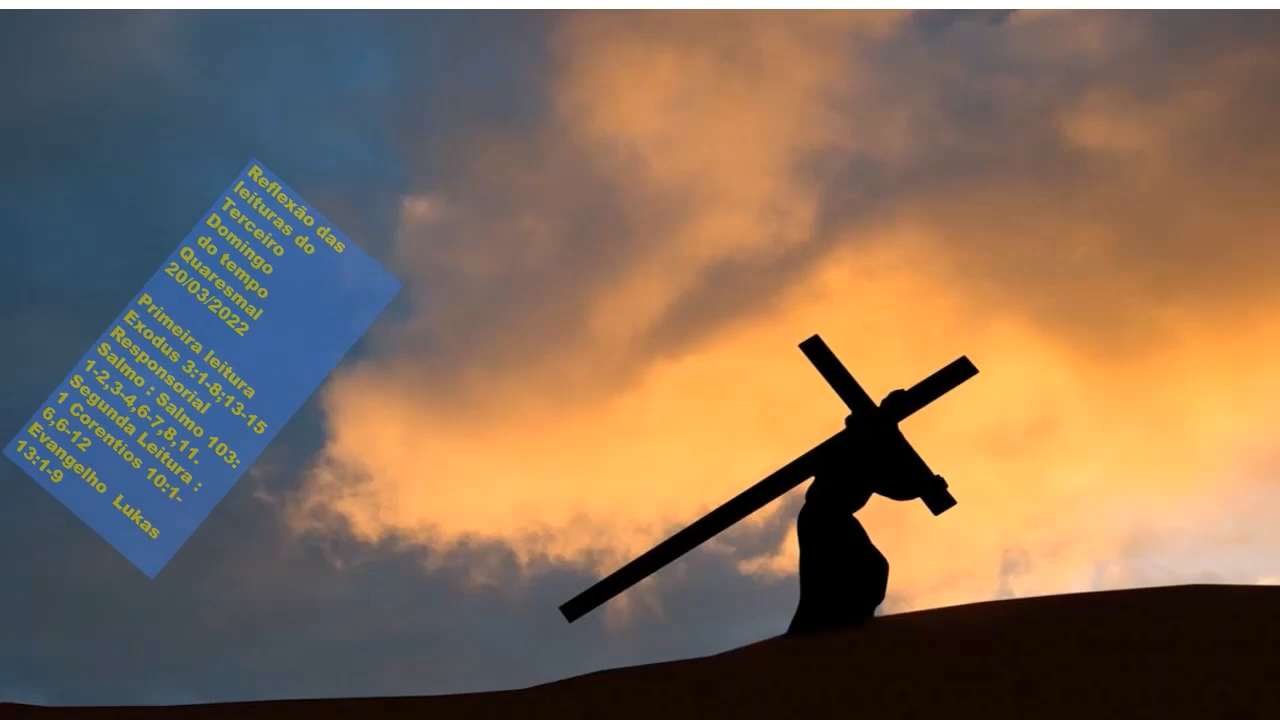 Reflexão das
leituras do
Terceiro
Domingo
do tempo
Quaresmal
20/03/2022
Primeira leitura
Exodus 3:1-8;13-15
Responsorial
Salmo : Salmo 103:
1-2,3-4,6-7,8,11.
Segunda Leitura :
1 Corentios 10:1-
6,6-12
Evangelho Lukas
13:1-9